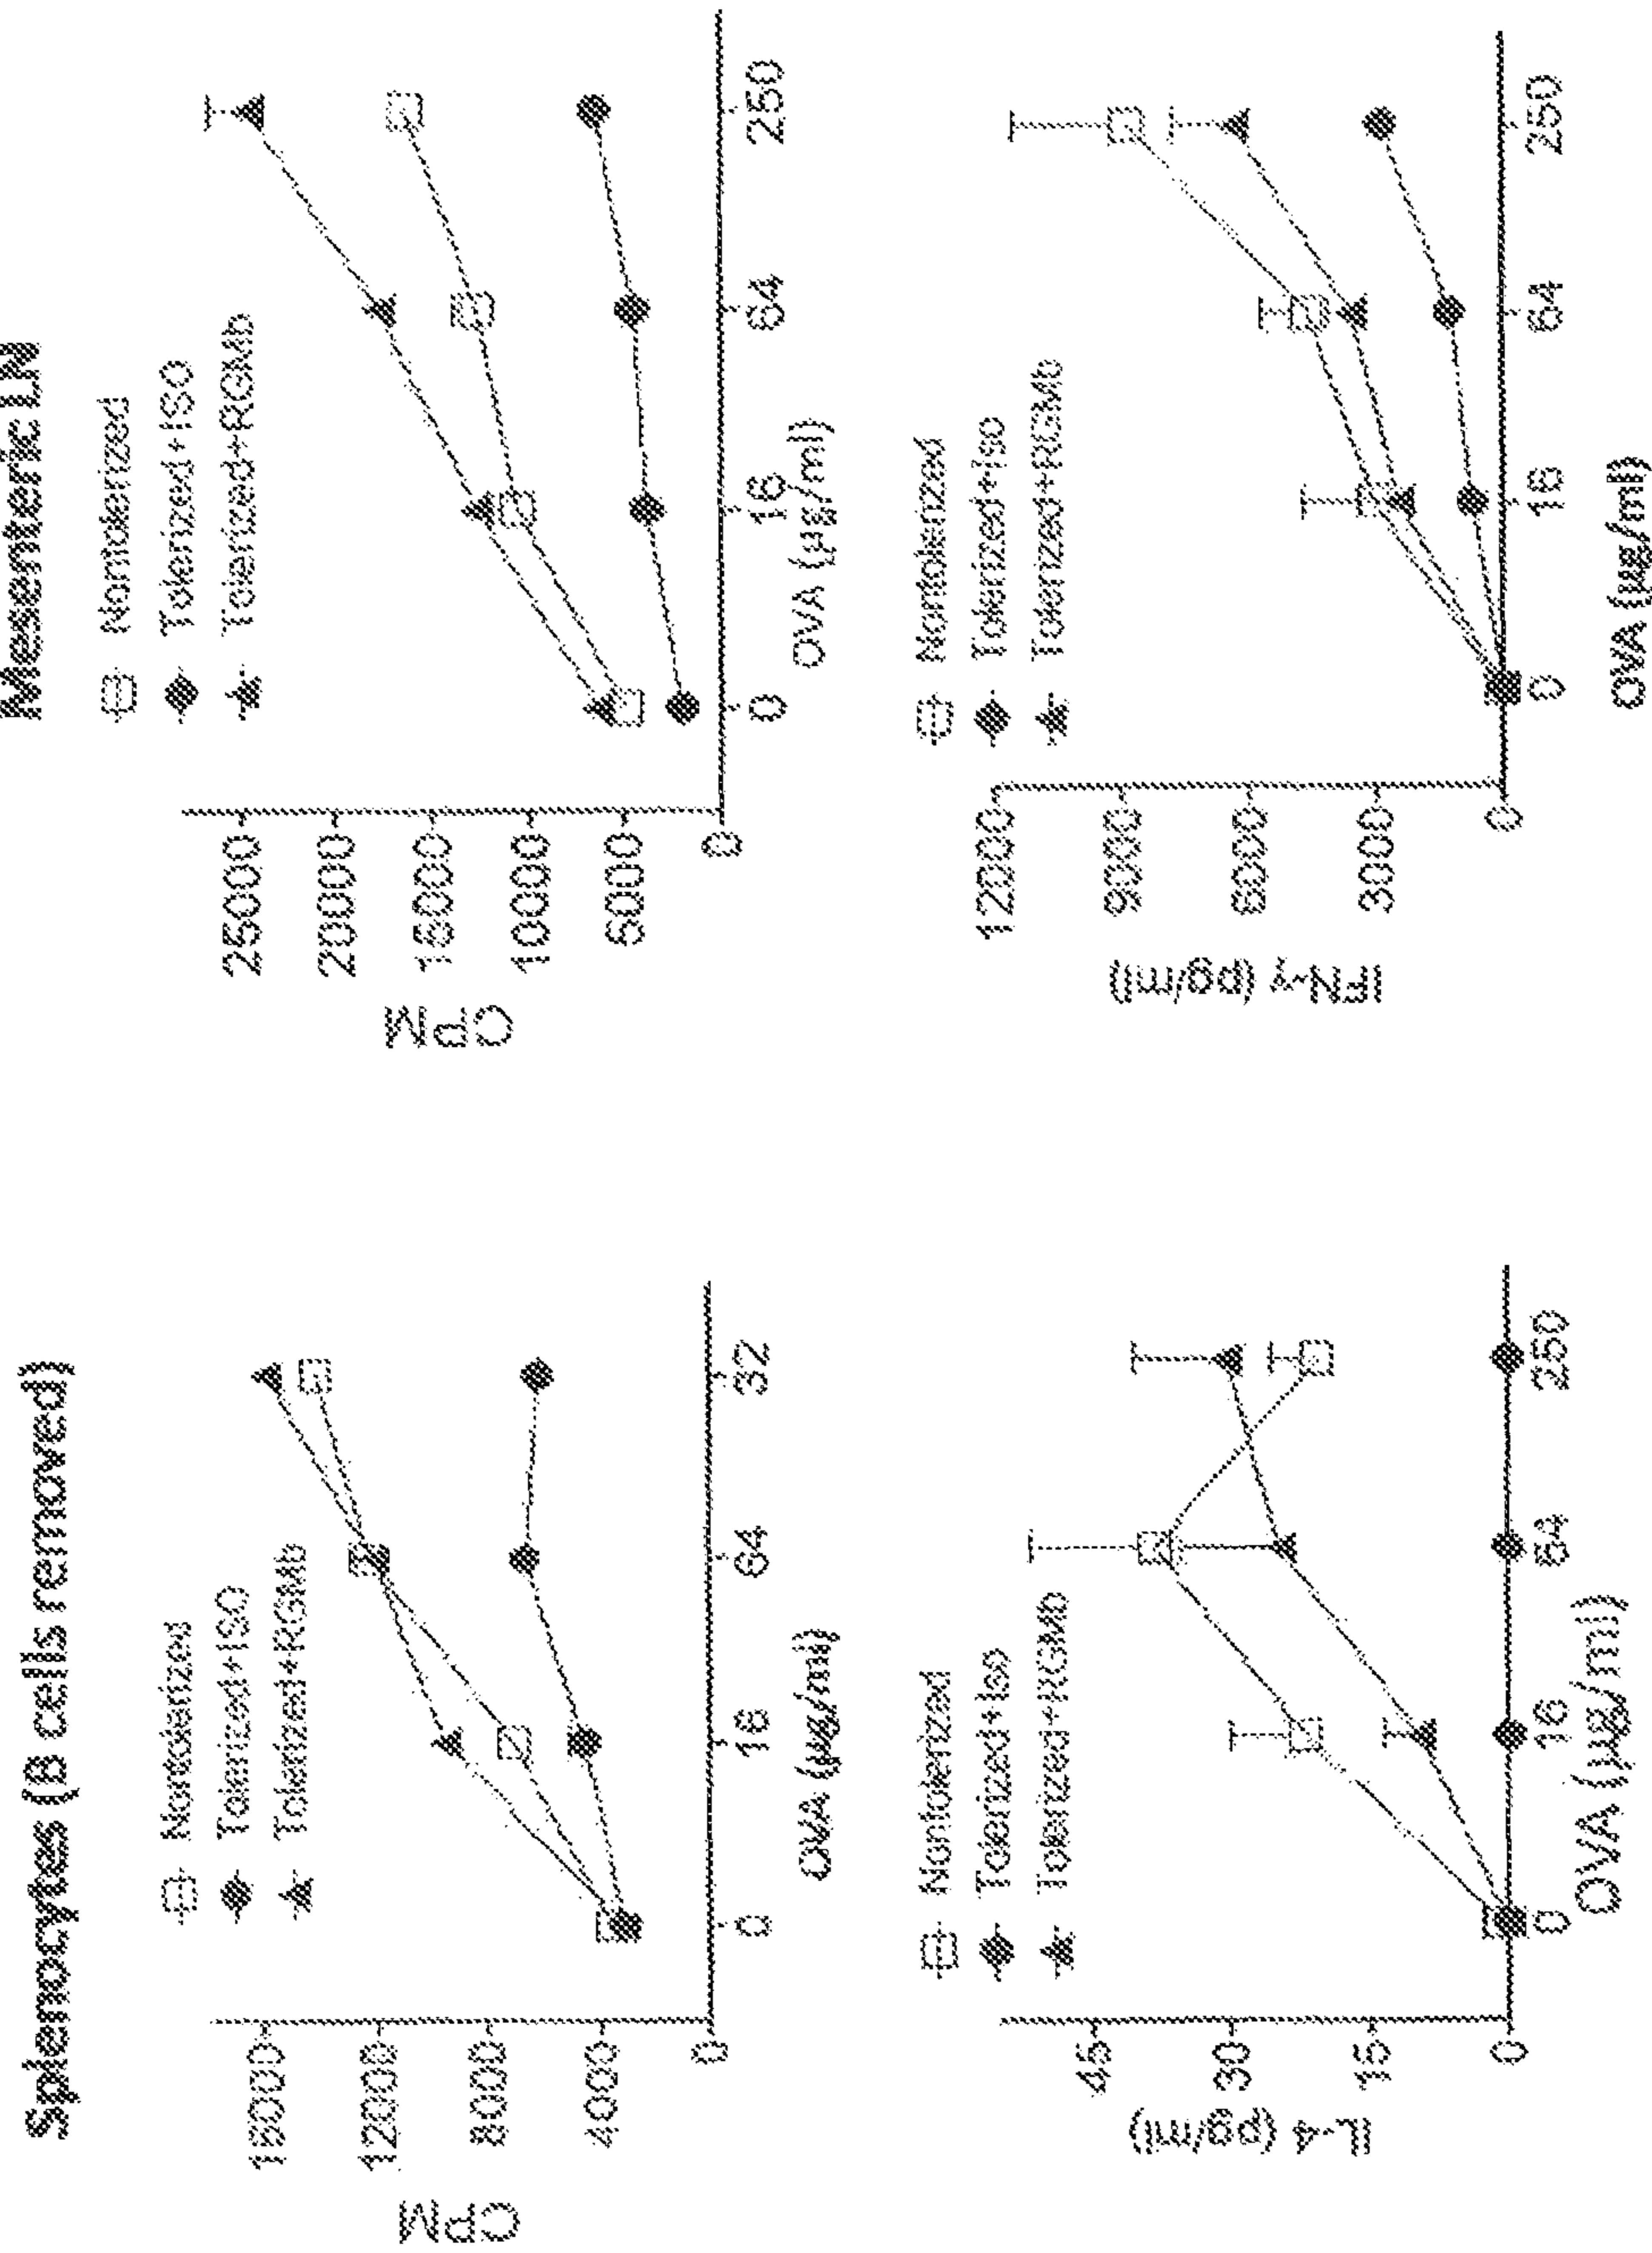 Splenocytes (B cells removed)
Nontolerized
Tolerized+ISO
Tolerized+RGMb
CPM
16000
12000
8000
4000
0
0 16 64 32
OVA (µg/ml)
Mesenteric LN
Nontolerized
Tolerized+ISO
Tolerized+RGMb
CPM
25000
20000
15000
10000
5000
0
0 16 64 250
OVA (µg/ml)
Nontolerized
Tolerized+Iso
Tolerized+RGMb
IL-4 (pg/ml)
45
30
15
0
0 16 64 250
OVA (µg/ml)
Nontolerized
Tolerized+Iso
Tolerized+RGMb
IFN-γ (pg/ml)
12000
9000
6000
3000
0
0 16 64 250
OVA (µg/ml)